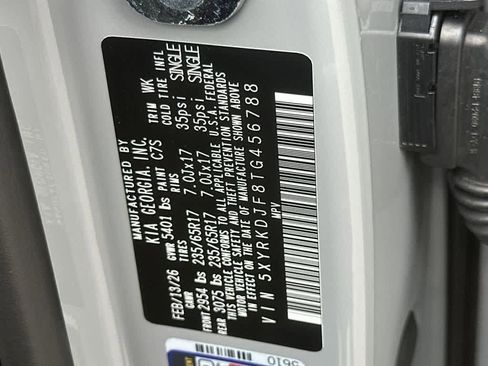 MANUFACTURED BY
KIA GEORGIA, INC.
FEB/13/26 GVWR 5401 lbs PAINT C7S TRIM WK
GAWR TIRES RIMS COLD TIRE INFL
FRONT 2954 lbs 235/65R17 7.0Jx17 35psi SINGLE
REAR 3075 lbs 235/65R17 7.0Jx17 35psi SINGLE
THIS VEHICLE CONFORMS TO ALL APPLICABLE U.S.A. FEDERAL
MOTOR VEHICLE SAFETY AND THEFT PREVENTION STANDARDS
IN EFFECT ON THE DATE OF MANUFACTURE SHOWN ABOVE
VIN 5XYRKDJF8TG456788
MPV
5610